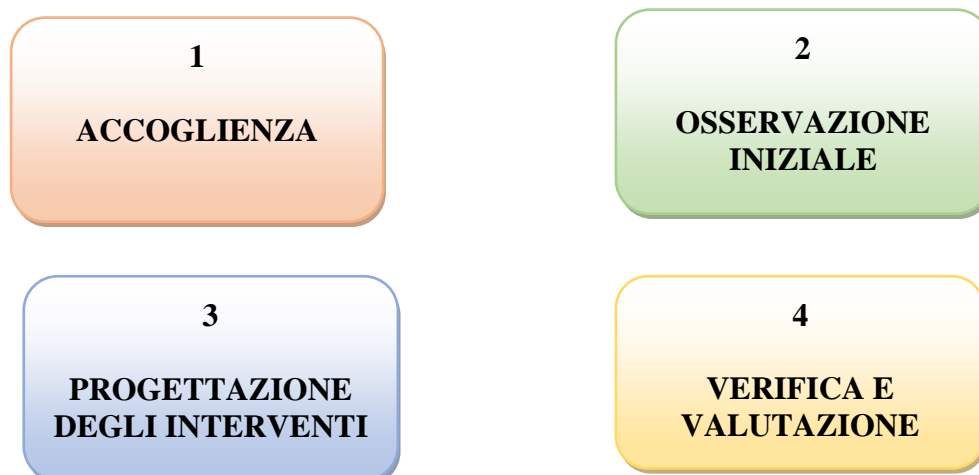 1
ACCOGLIENZA
2
OSSERVAZIONE
INIZIALE
3
PROGETTAZIONE
DEGLI INTERVENTI
4
VERIFICA E
VALUTAZIONE